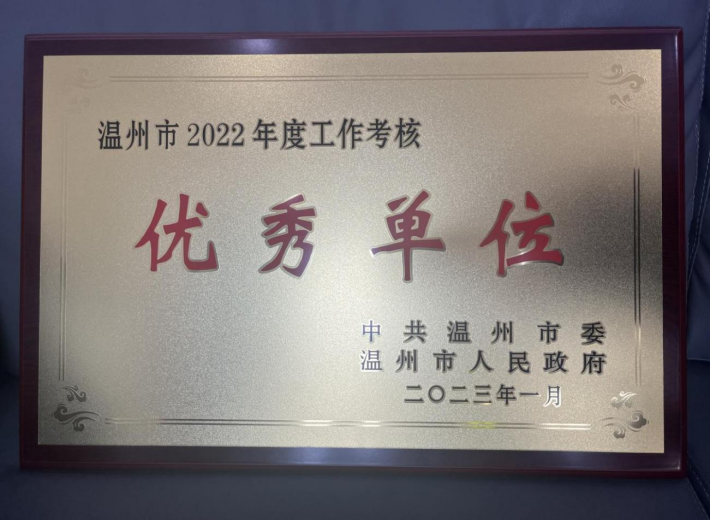 温州市2022年度工作考核
优秀单位
中共温州市委
温州市人民政府
二〇二三年一月